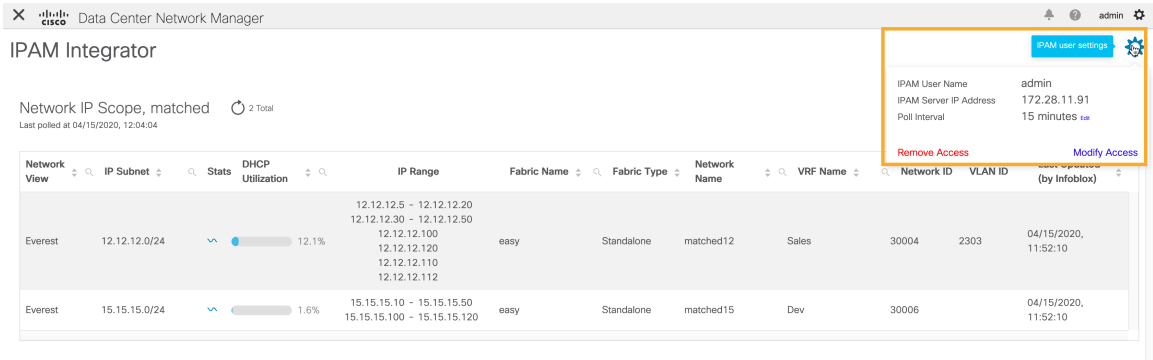 cisco Data Center Network Manager admin
IPAM Integrator
IPAM user settings
IPAM User Name admin
IPAM Server IP Address 172.28.11.91
Poll Interval 15 minutes Edit
Remove Access Modify Access
Network IP Scope, matched 2 Total
Last polled at 04/15/2020, 12:04:04
Network View IP Subnet Stats DHCP Utilization IP Range Fabric Name Fabric Type Network Name VRF Name Network ID VLAN ID Last Updated (by Infoblox)
12.12.12.5 - 12.12.12.20
12.12.12.30 - 12.12.12.50
12.12.12.100
Everest 12.12.12.0/24 12.1% 12.12.12.120 easy Standalone matched12 Sales 30004 2303 04/15/2020, 11:52:10
12.12.12.110
12.12.12.112
15.15.15.10 - 15.15.15.50
Everest 15.15.15.0/24 1.6% 15.15.15.100 - 15.15.15.120 easy Standalone matched15 Dev 30006 04/15/2020, 11:52:10